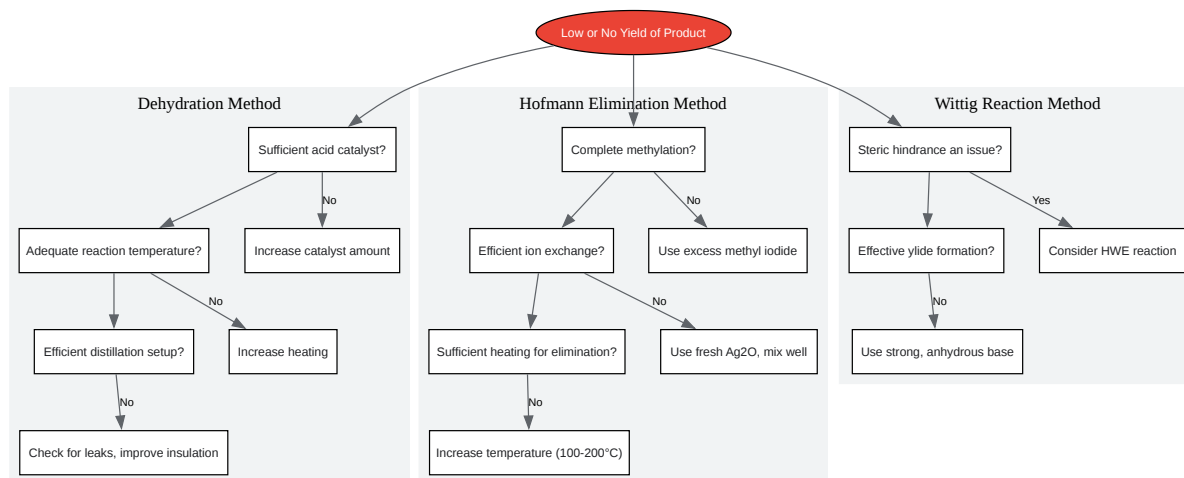 Low or No Yield of Product
Dehydration Method
Hofmann Elimination Method
Wittig Reaction Method
Sufficient acid catalyst?
Complete methylation?
Steric hindrance an issue?
No
No
Yes
Adequate reaction temperature?
Increase catalyst amount
Efficient ion exchange?
Use excess methyl iodide
Effective ylide formation?
Consider HWE reaction
No
No
No
Efficient distillation setup?
Increase heating
Sufficient heating for elimination?
Use fresh Ag2O, mix well
Use strong, anhydrous base
No
No
Check for leaks, improve insulation
Increase temperature (100-200°C)